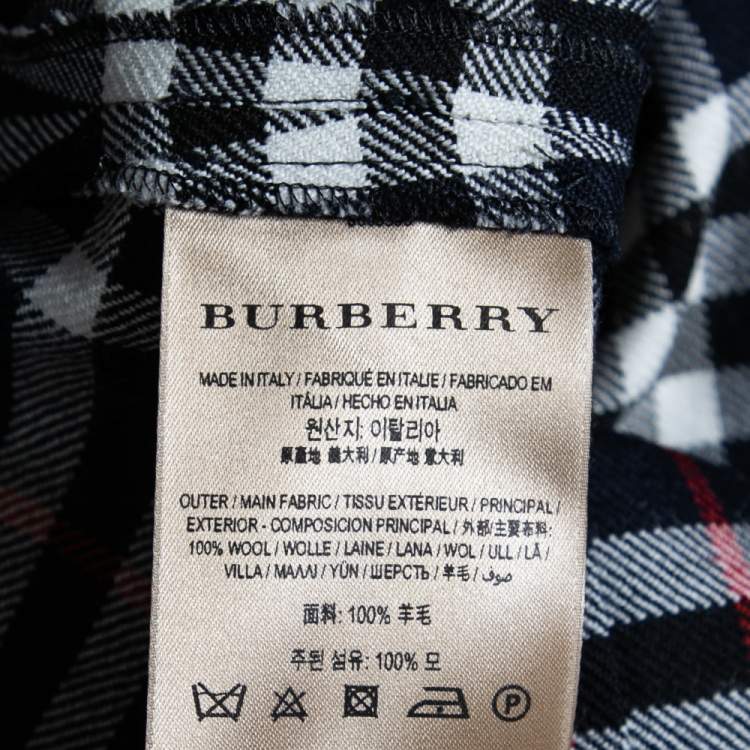 BURBERRY
MADE IN ITALY / FABRIQUÉ EN ITALIE / FABRICADO EM
ITÁLIA / HECHO EN ITALIA
원산지: 이탈리아
原產地 義大利 / 原产地 意大利
OUTER / MAIN FABRIC / TISSU EXTÉRIEUR / PRINCIPAL /
EXTERIOR - COMPOSICION PRINCIPAL / 外部/主要布料:
100% WOOL / WOLLE / LAINE / LANA / WOL / ULL / LÃ /
VILLA / ΜΑΛΛΙ / YÜN / ШЕРСТЬ / 羊毛 / صوف
面料: 100% 羊毛
주된 섬유: 100% 모
P